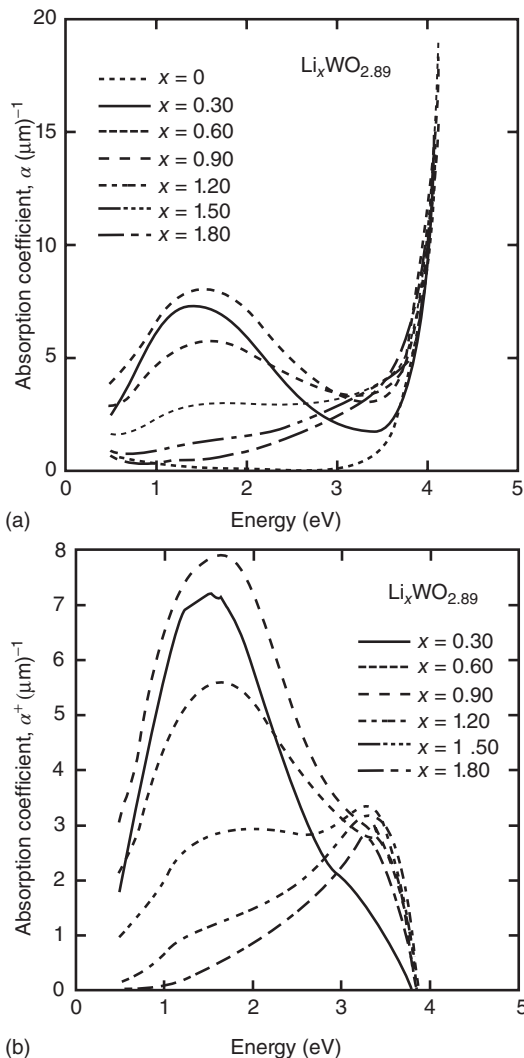 20
15
10
5
0
Absorption coefficient, α (μm)⁻¹
LiₓWO₂.₈₉
x = 0
x = 0.30
x = 0.60
x = 0.90
x = 1.20
x = 1.50
x = 1.80
0 1 2 3 4 5
Energy (eV)
(a)
8
7
6
5
4
3
2
1
0
Absorption coefficient, α⁺ (μm)⁻¹
LiₓWO₂.₈₉
x = 0.30
x = 0.60
x = 0.90
x = 1.20
x = 1 .50
x = 1.80
0 1 2 3 4 5
Energy (eV)
(b)